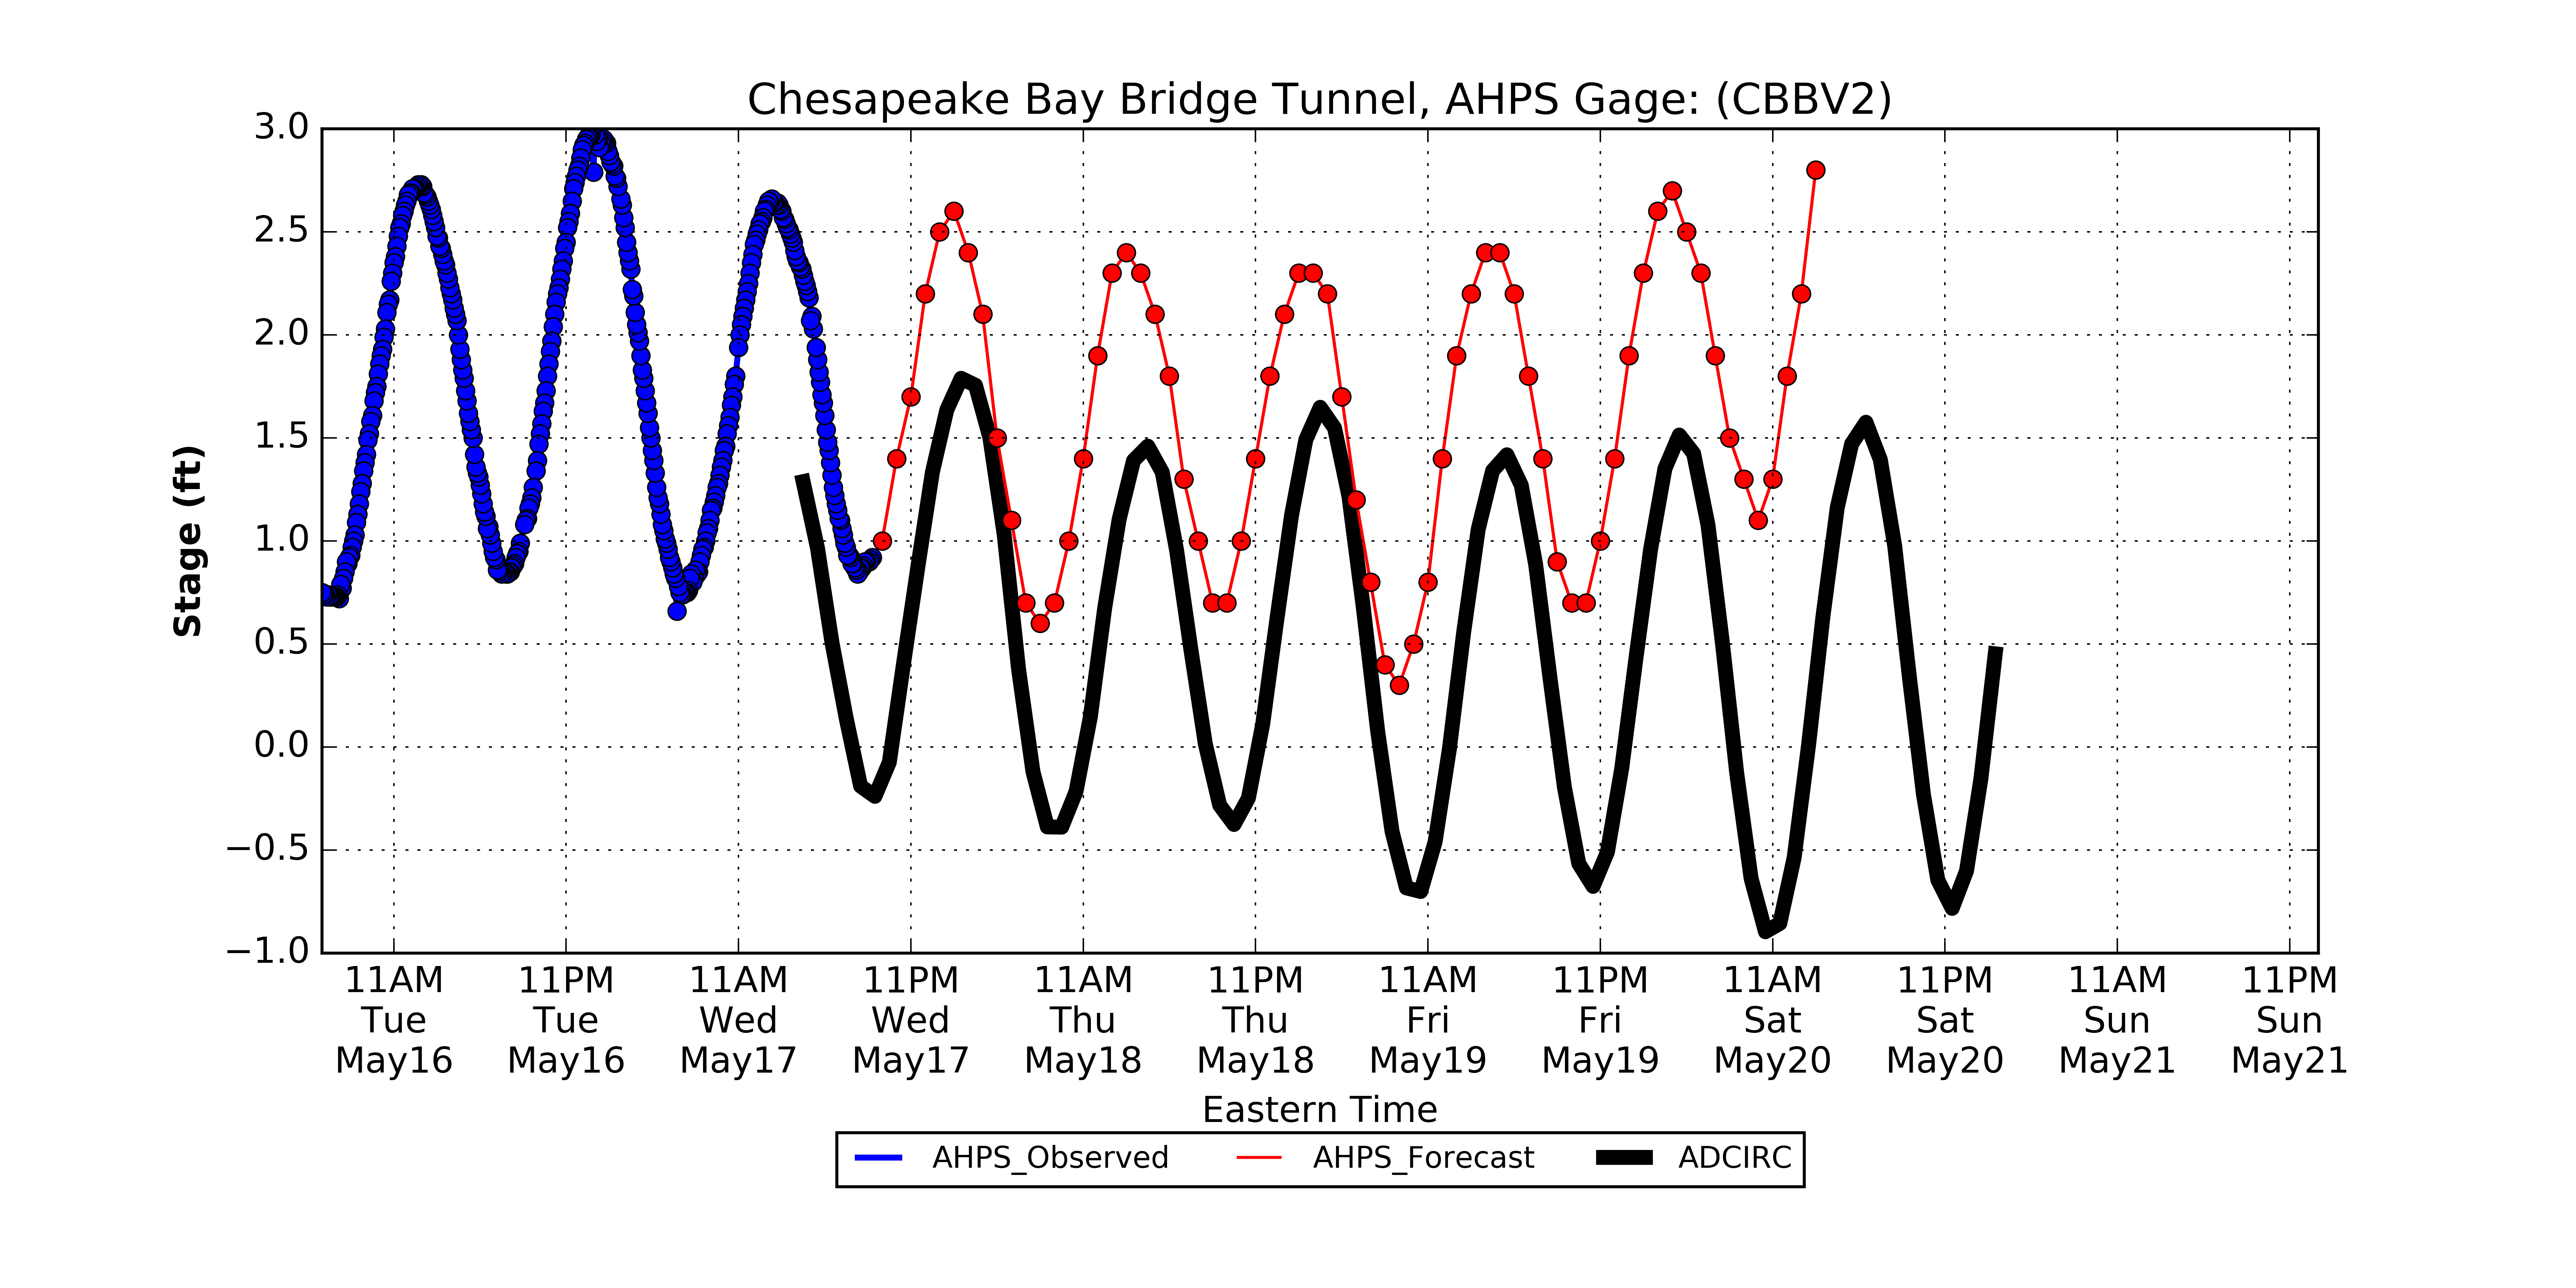 Chesapeake Bay Bridge Tunnel, AHPS Gage: (CBBV2)
3.0
2.5
2.0
1.5
1.0
0.5
0.0
−0.5
−1.0
Stage (ft)
11AM 11PM 11AM 11PM 11AM 11PM 11AM 11PM 11AM 11PM 11AM 11PM
Tue Tue Wed Wed Thu Thu Fri Fri Sat Sat Sun Sun
May16 May16 May17 May17 May18 May18 May19 May19 May20 May20 May21 May21
Eastern Time
AHPS_Observed AHPS_Forecast ADCIRC